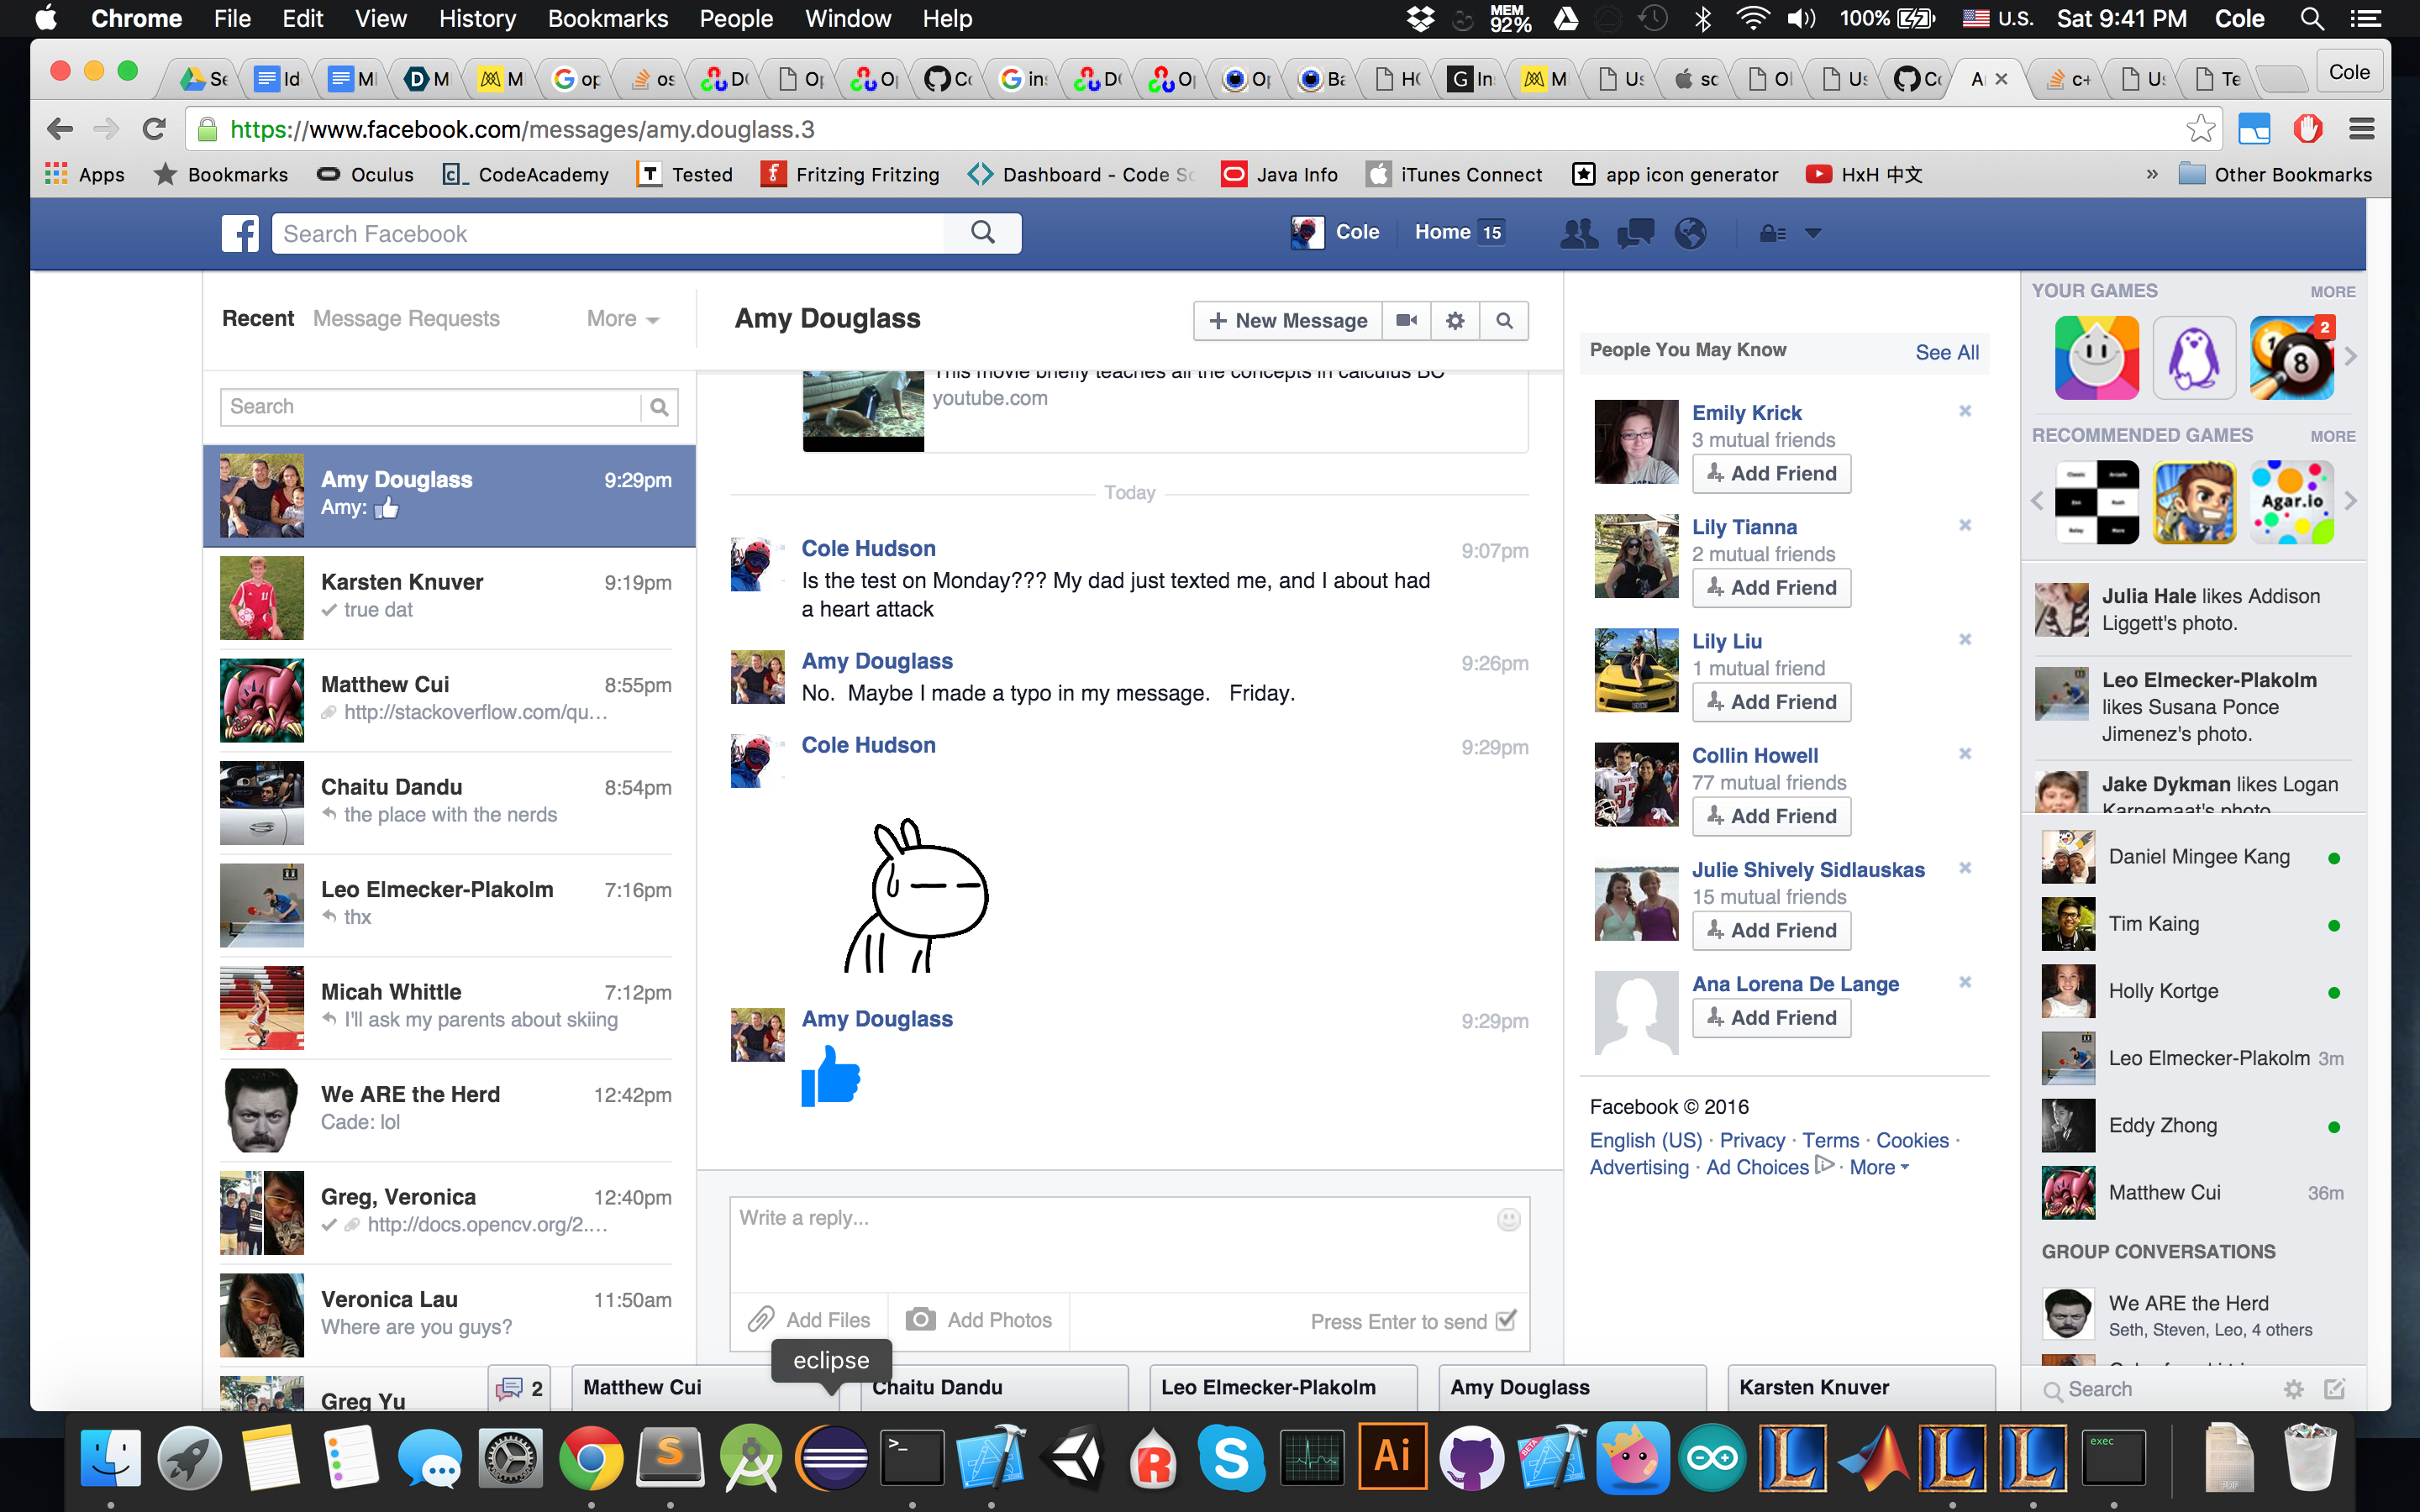 Chrome File Edit View History Bookmarks People Window Help MEM 92% 100% U.S. Sat 9:41 PM Cole
Se Id M M op os D O O C in D O O Ba H In M Us sc O Us C A c+ U Te Cole
https://www.facebook.com/messages/amy.douglass.3
Apps Bookmarks Oculus CodeAcademy Tested Fritzing Fritzing Dashboard - Code Sc Java Info iTunes Connect app icon generator HxH 中文 » Other Bookmarks
Search Facebook Cole Home 15
Recent Message Requests More
Search
Amy Douglass 9:29pm
Amy:
Karsten Knuver 9:19pm
true dat
Matthew Cui 8:55pm
http://stackoverflow.com/qu...
Chaitu Dandu 8:54pm
the place with the nerds
Leo Elmecker-Plakolm 7:16pm
thx
Micah Whittle 7:12pm
I'll ask my parents about skiing
We ARE the Herd 12:42pm
Cade: lol
Greg, Veronica 12:40pm
http://docs.opencv.org/2....
Veronica Lau 11:50am
Where are you guys?
Greg Yu
Amy Douglass
+ New Message
This movie briefly teaches all the concepts in calculus BC
youtube.com
Today
Cole Hudson 9:07pm
Is the test on Monday??? My dad just texted me, and I about had
a heart attack
Amy Douglass 9:26pm
No. Maybe I made a typo in my message. Friday.
Cole Hudson 9:29pm
Amy Douglass 9:29pm
Write a reply...
Add Files Add Photos Press Enter to send
eclipse
People You May Know See All
Emily Krick
3 mutual friends
Add Friend
Lily Tianna
2 mutual friends
Add Friend
Lily Liu
1 mutual friend
Add Friend
Collin Howell
77 mutual friends
Add Friend
Julie Shively Sidlauskas
15 mutual friends
Add Friend
Ana Lorena De Lange
Add Friend
Facebook © 2016
English (US) · Privacy · Terms · Cookies ·
Advertising · Ad Choices · More
YOUR GAMES MORE
2
1 8
RECOMMENDED GAMES MORE
Agar.io
Julia Hale likes Addison
Liggett's photo.
Leo Elmecker-Plakolm
likes Susana Ponce
Jimenez's photo.
Jake Dykman likes Logan
Karnemaat's photo
Daniel Mingee Kang
Tim Kaing
Holly Kortge
Leo Elmecker-Plakolm 3m
Eddy Zhong
Matthew Cui 36m
GROUP CONVERSATIONS
We ARE the Herd
Seth, Steven, Leo, 4 others
Search
2 Matthew Cui Chaitu Dandu Leo Elmecker-Plakolm Amy Douglass Karsten Knuver
S >_ R S Ai BETA L L L exec